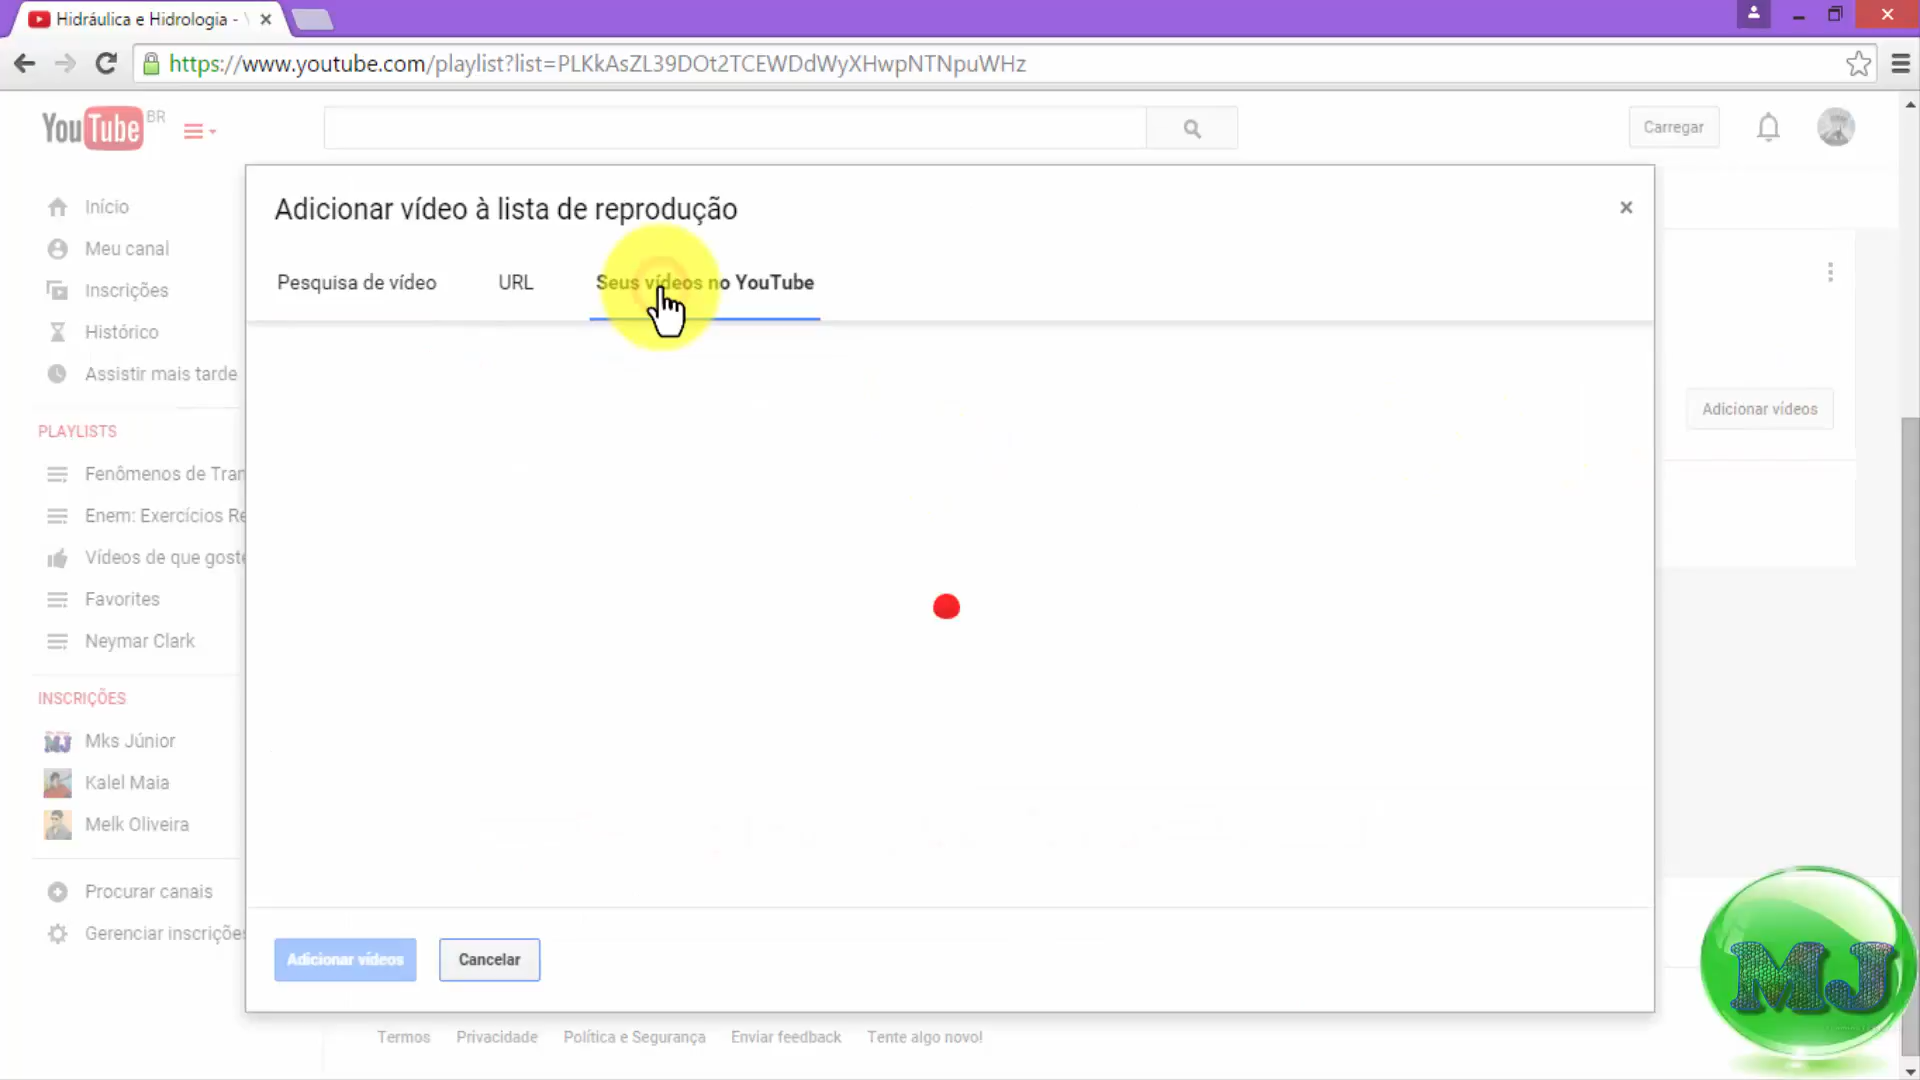 Hidráulica e Hidrologia -
https://www.youtube.com/playlist?list=PLKkAsZL39DOt2TCEWDdWyXHwpNTNpuWHz
YouTube BR
Carregar
Adicionar vídeo à lista de reprodução
Pesquisa de vídeo
URL
Seus vídeos no YouTube
Início
Meu canal
Inscrições
Histórico
Assistir mais tarde
PLAYLISTS
Fenômenos de Tran
Enem: Exercícios Re
Vídeos de que goste
Favorites
Neymar Clark
INSCRIÇÕES
MJ Mks Júnior
Kalel Maia
Melk Oliveira
Procurar canais
Gerenciar inscrições
Adicionar vídeos
Adicionar vídeos
Cancelar
Termos
Privacidade
Política e Segurança
Enviar feedback
Tente algo novo!
MJ